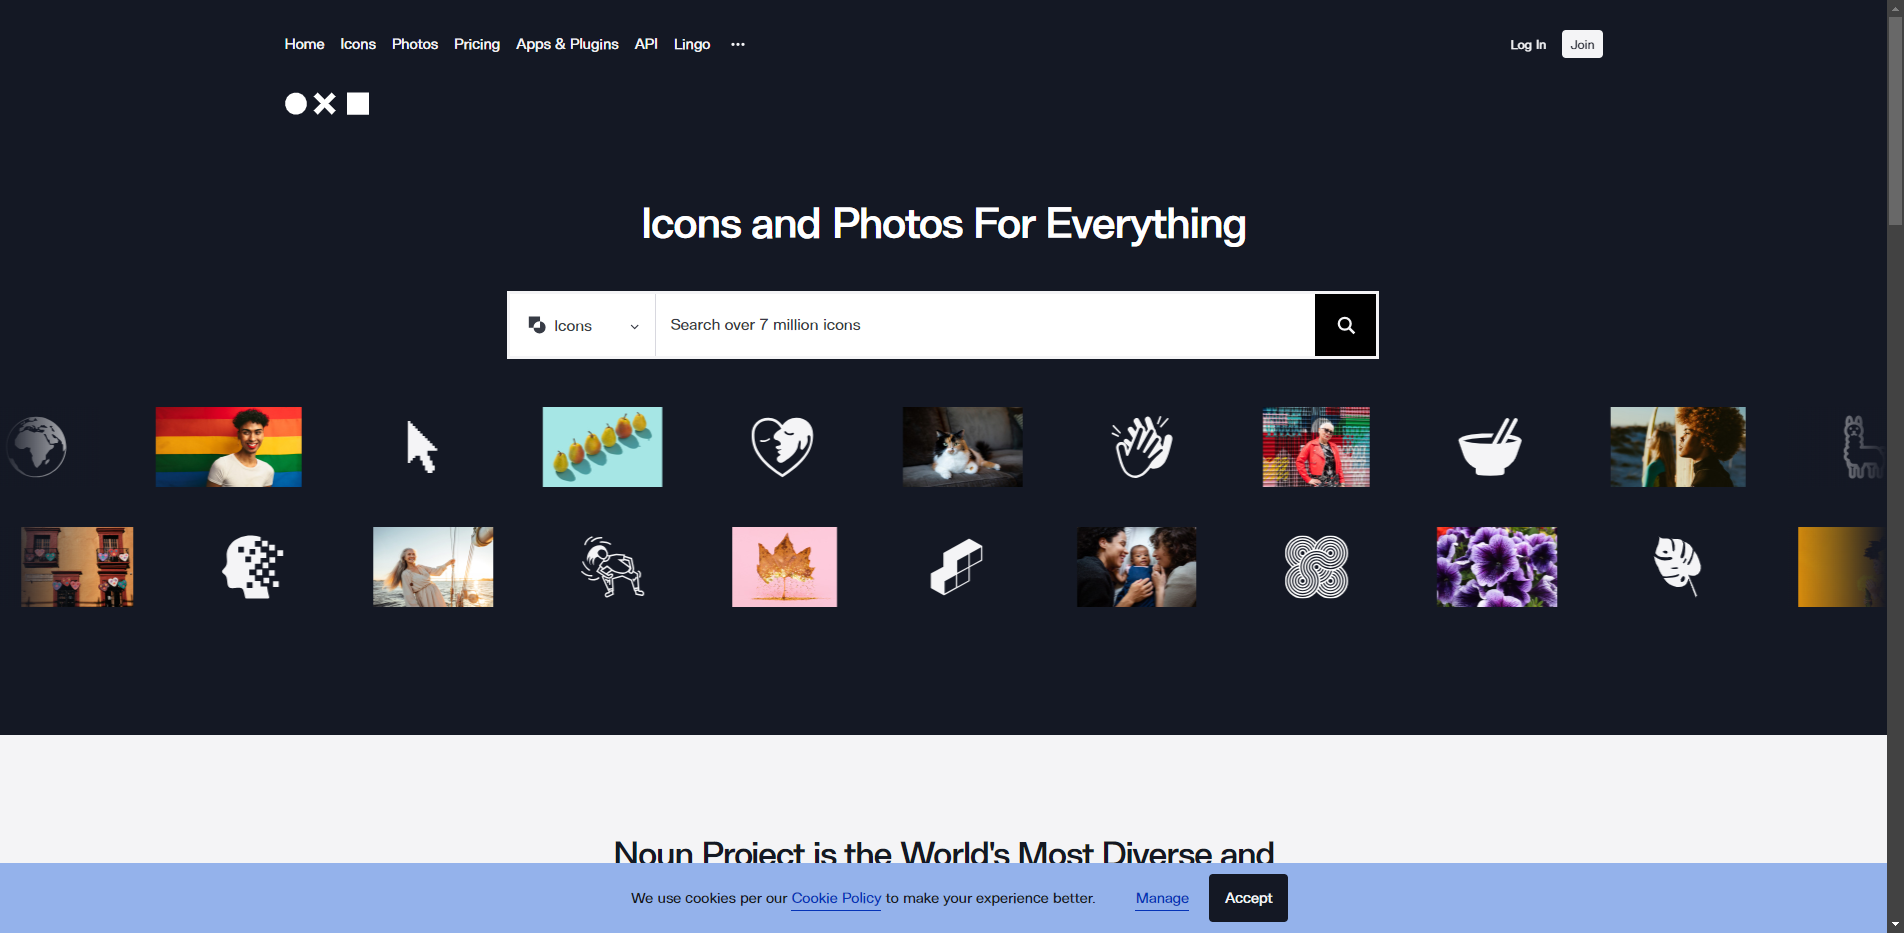 Home Icons Photos Pricing Apps & Plugins API Lingo ••• Log In Join
Icons and Photos For Everything
Icons Search over 7 million icons
Noun Project is the World's Most Diverse and
We use cookies per our Cookie Policy to make your experience better. Manage Accept